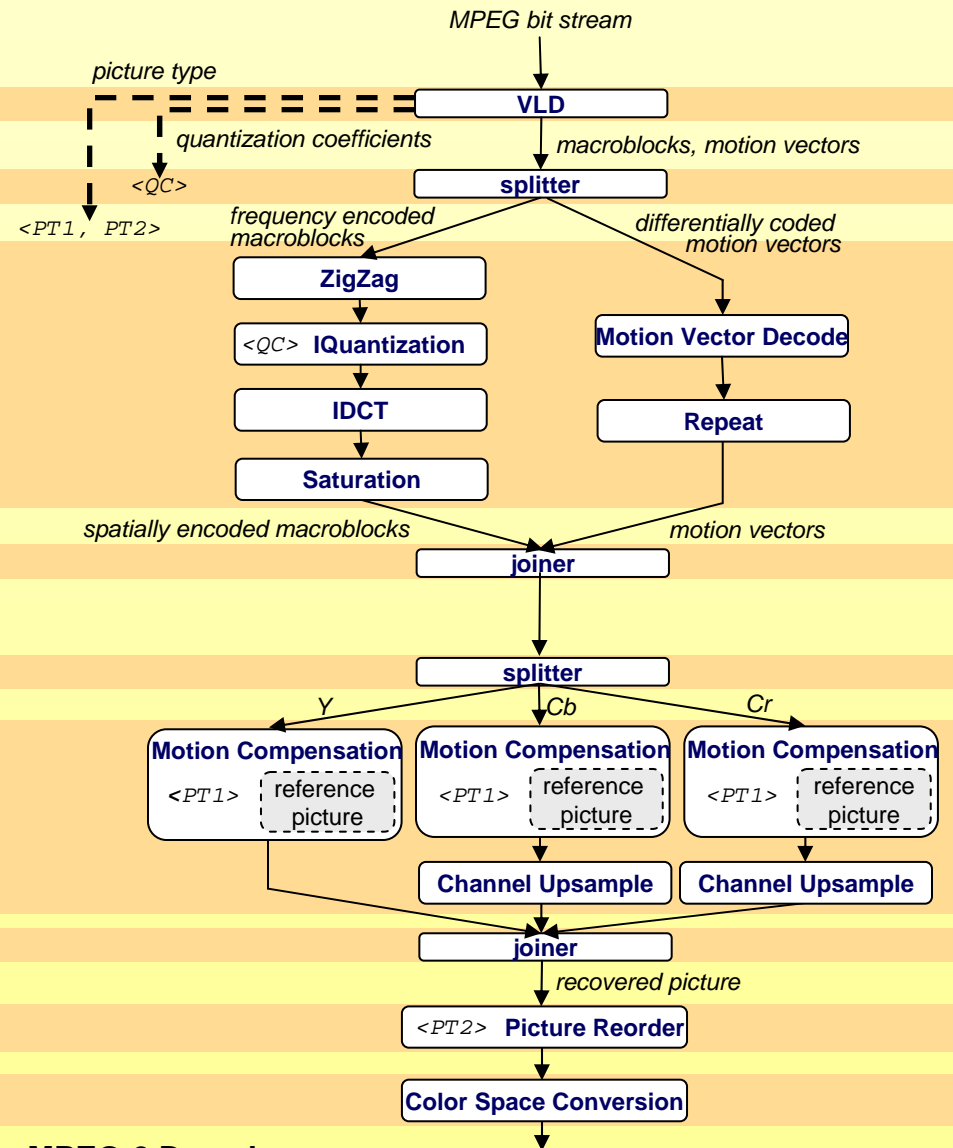 MPEG bit stream
picture type
VLD
quantization coefficients
macroblocks, motion vectors
<QC>
splitter
<PT1, PT2>
frequency encoded
macroblocks
differentially coded
motion vectors
ZigZag
<QC> IQuantization
Motion Vector Decode
IDCT
Repeat
Saturation
spatially encoded macroblocks
motion vectors
joiner
splitter
Y
Cb
Cr
Motion Compensation
<PT1>
reference
picture
Motion Compensation
<PT1>
reference
picture
Motion Compensation
<PT1>
reference
picture
Channel Upsample
Channel Upsample
joiner
recovered picture
<PT2> Picture Reorder
Color Space Conversion